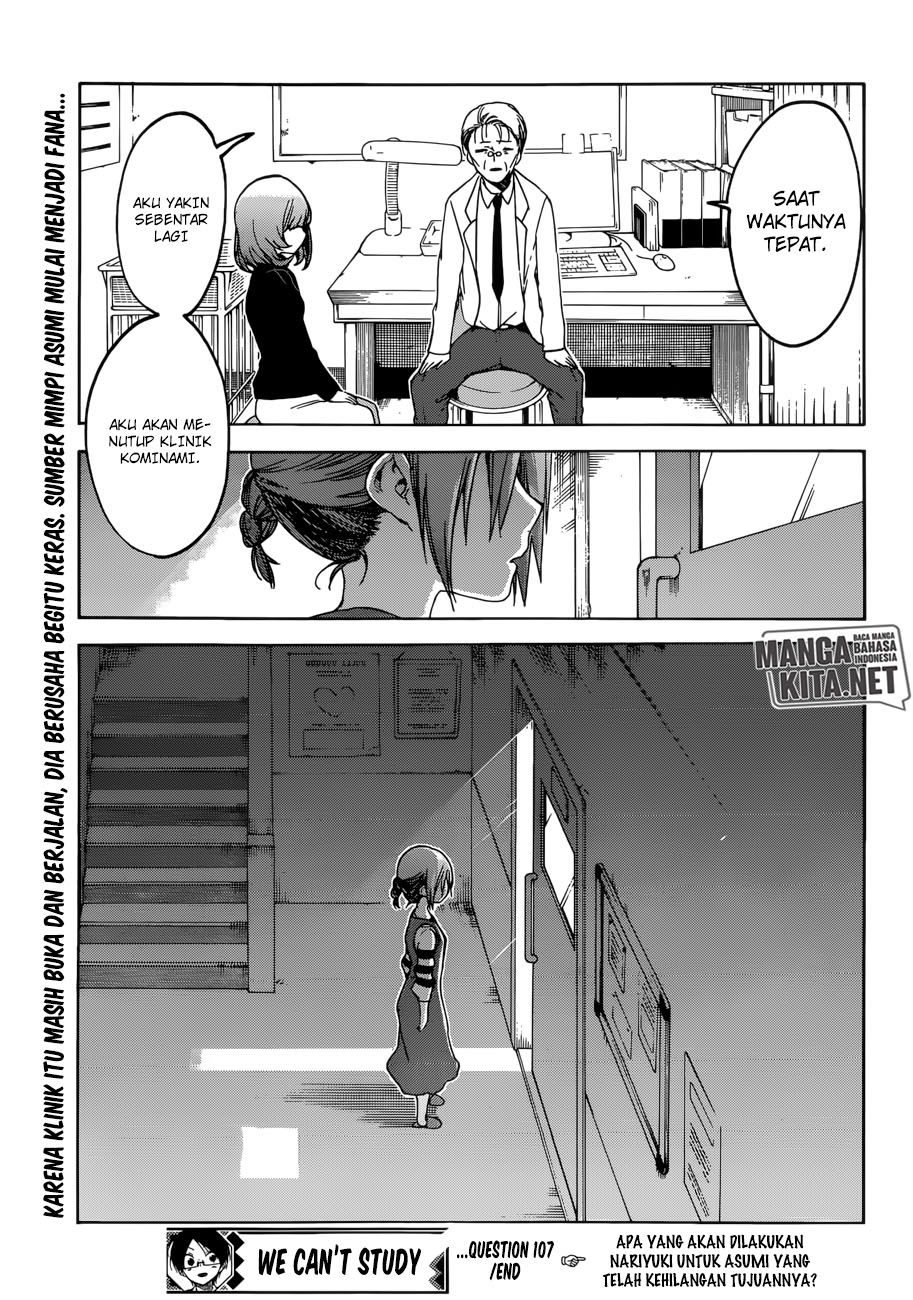 SAAT
WAKTUNYA
TEPAT.
AKU YAKIN
SEBENTAR
LAGI
AKU AKAN ME-
NUTUP KLINIK
KOMINAMI.
KARENA KLINIK ITU MASIH BUKA DAN BERJALAN, DIA BERUSAHA BEGITU KERAS. SUMBER MIMPI ASUMI MULAI MENJADI FANA...
MANGA
KITA.NET
BACA MANGA
BAHASA
INDONESIA
WE CAN'T STUDY
...QUESTION 107
/END
APA YANG AKAN DILAKUKAN
NARIYUKI UNTUK ASUMI YANG
TELAH KEHILANGAN TUJUANNYA?